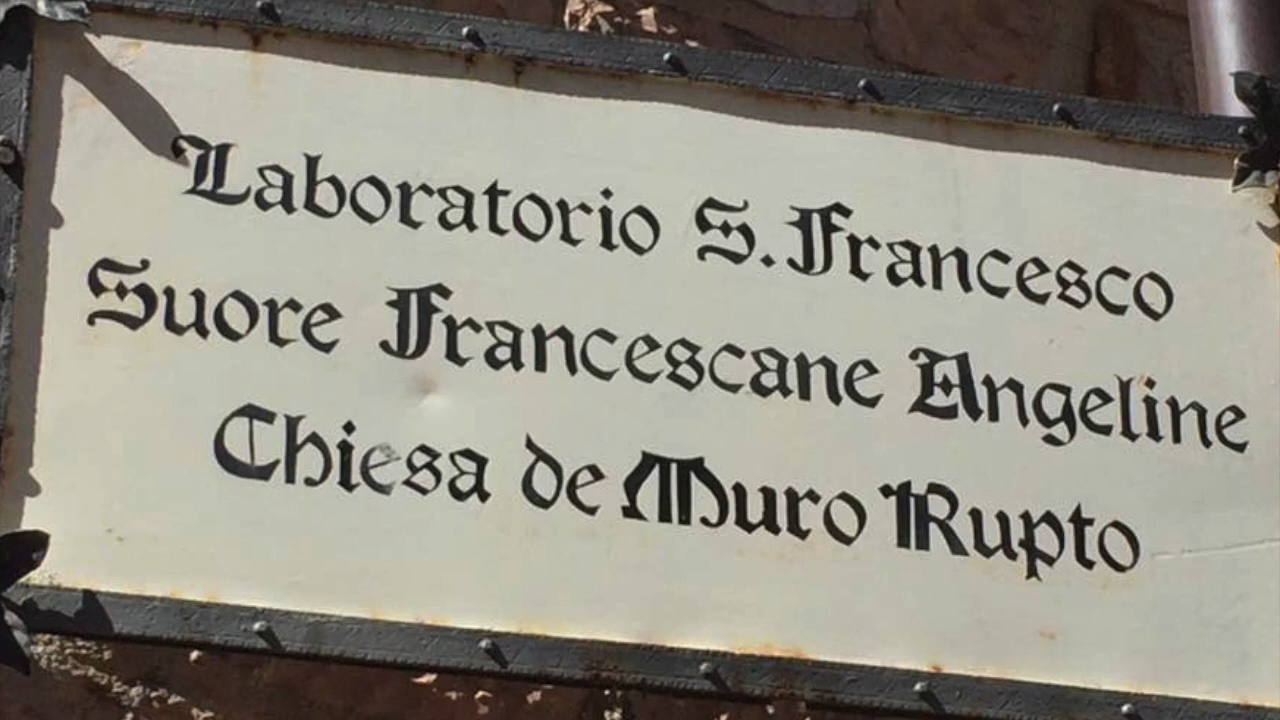 Laboratorio S. Francesco
Suore Francescane Angeline
Chiesa de Muro Rupto